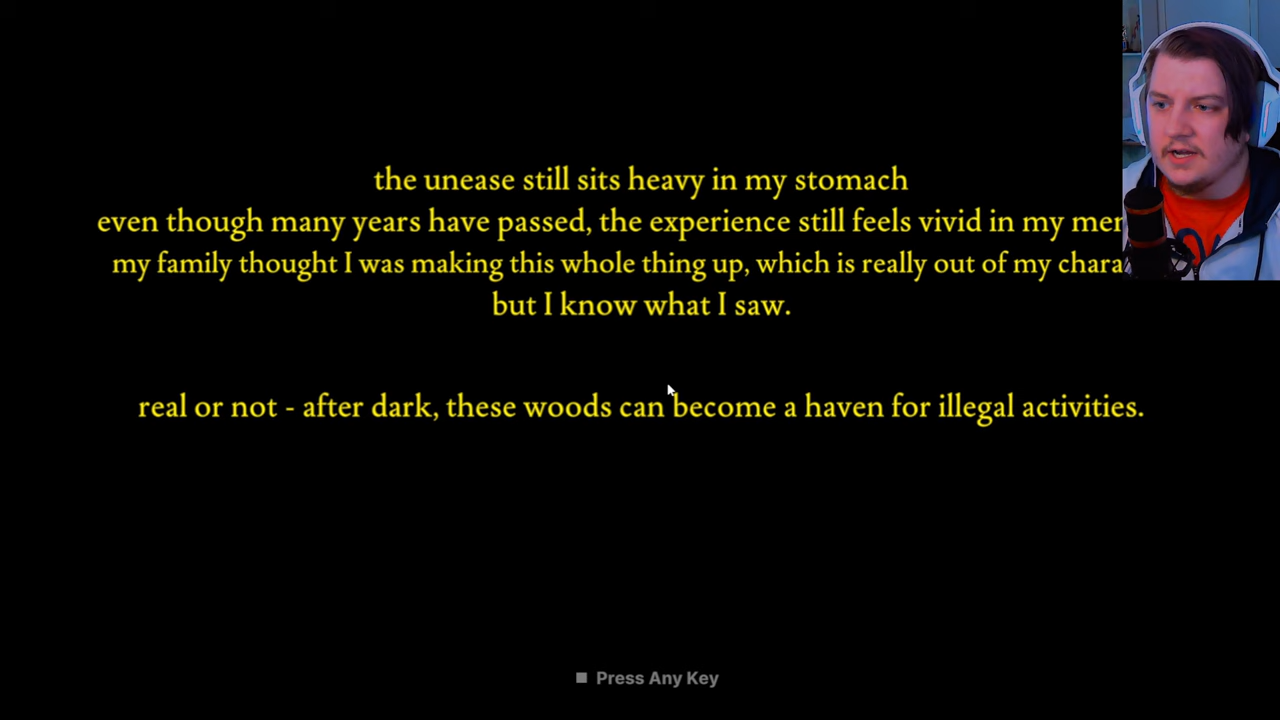 the unease still sits heavy in my stomach
even though many years have passed, the experience still feels vivid in my
my family thought I was making this whole thing up, which is really out of my
but I know what I saw.
real or not - after dark, these woods can become a haven for illegal activities.
Press Any Key